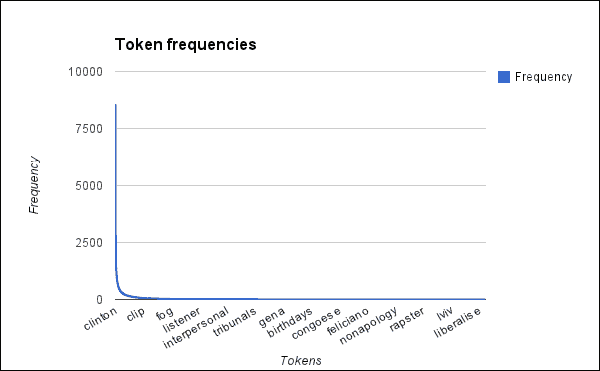 Token frequencies
10000
7500
5000
2500
0
Frequency
Frequency
clinton
clip
fog
listener
interpersonal
tribunals
gena
birthdays
congoese
feliciano
nonapology
rapster
lviv
liberalise
Tokens